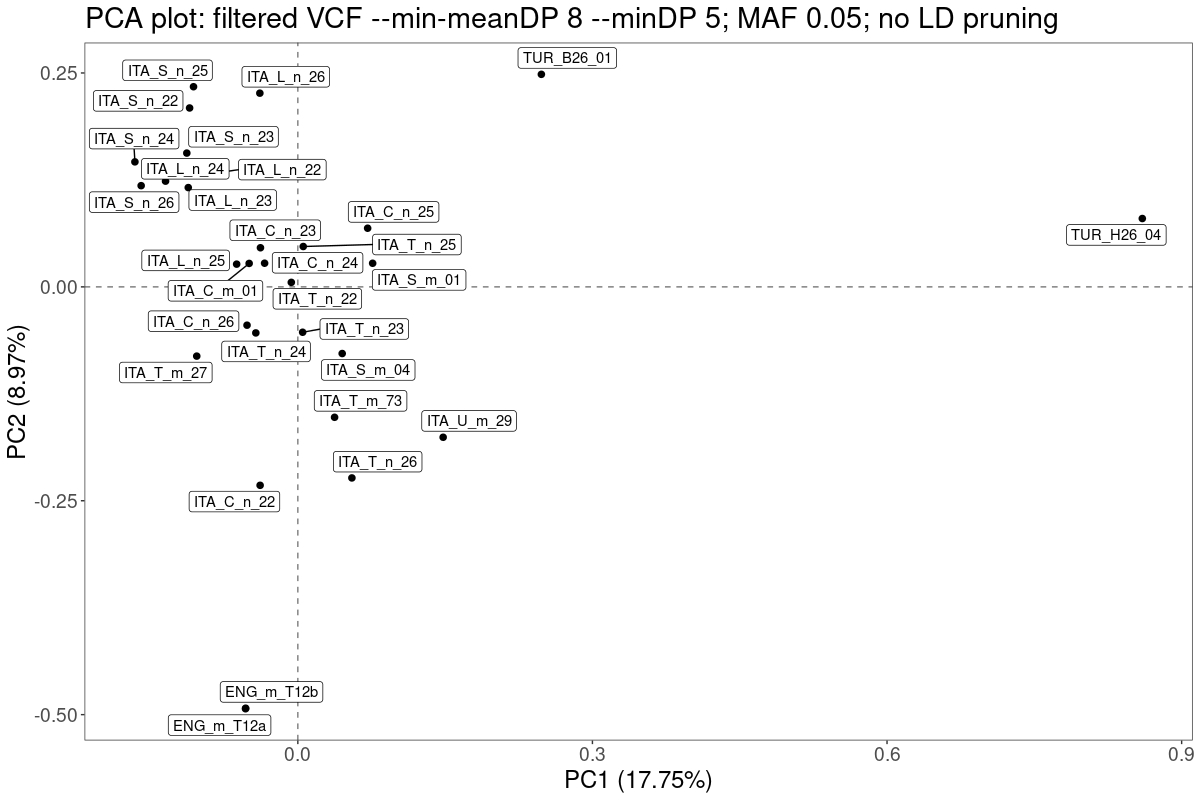 PCA plot: filtered VCF --min-meanDP 8 --minDP 5; MAF 0.05; no LD pruning
TUR_B26_01
ITA_S_n_25
ITA_L_n_26
ITA_S_n_22
ITA_S_n_24
ITA_S_n_23
ITA_L_n_24
ITA_L_n_22
ITA_S_n_26
ITA_L_n_23
ITA_C_n_25
ITA_C_n_23
TUR_H26_04
ITA_T_n_25
ITA_L_n_25
ITA_C_n_24
ITA_S_m_01
ITA_C_m_01
ITA_T_n_22
ITA_C_n_26
ITA_T_n_23
ITA_T_n_24
ITA_T_m_27
ITA_S_m_04
ITA_T_m_73
ITA_U_m_29
ITA_T_n_26
ITA_C_n_22
ENG_m_T12b
ENG_m_T12a
0.25
0.00
-0.25
-0.50
PC2 (8.97%)
0.0 0.3 0.6 0.9
PC1 (17.75%)